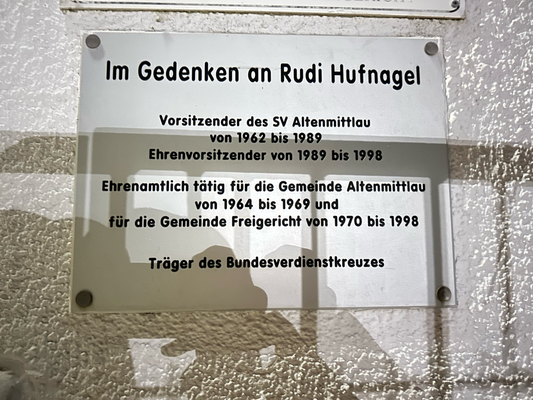 Im Gedenken an Rudi Hufnagel
Vorsitzender des SV Altenmittlau
von 1962 bis 1989
Ehrenvorsitzender von 1989 bis 1998
Ehrenamtlich tätig für die Gemeinde Altenmittlau
von 1964 bis 1969 und
für die Gemeinde Freigericht von 1970 bis 1998
Träger des Bundesverdienstkreuzes